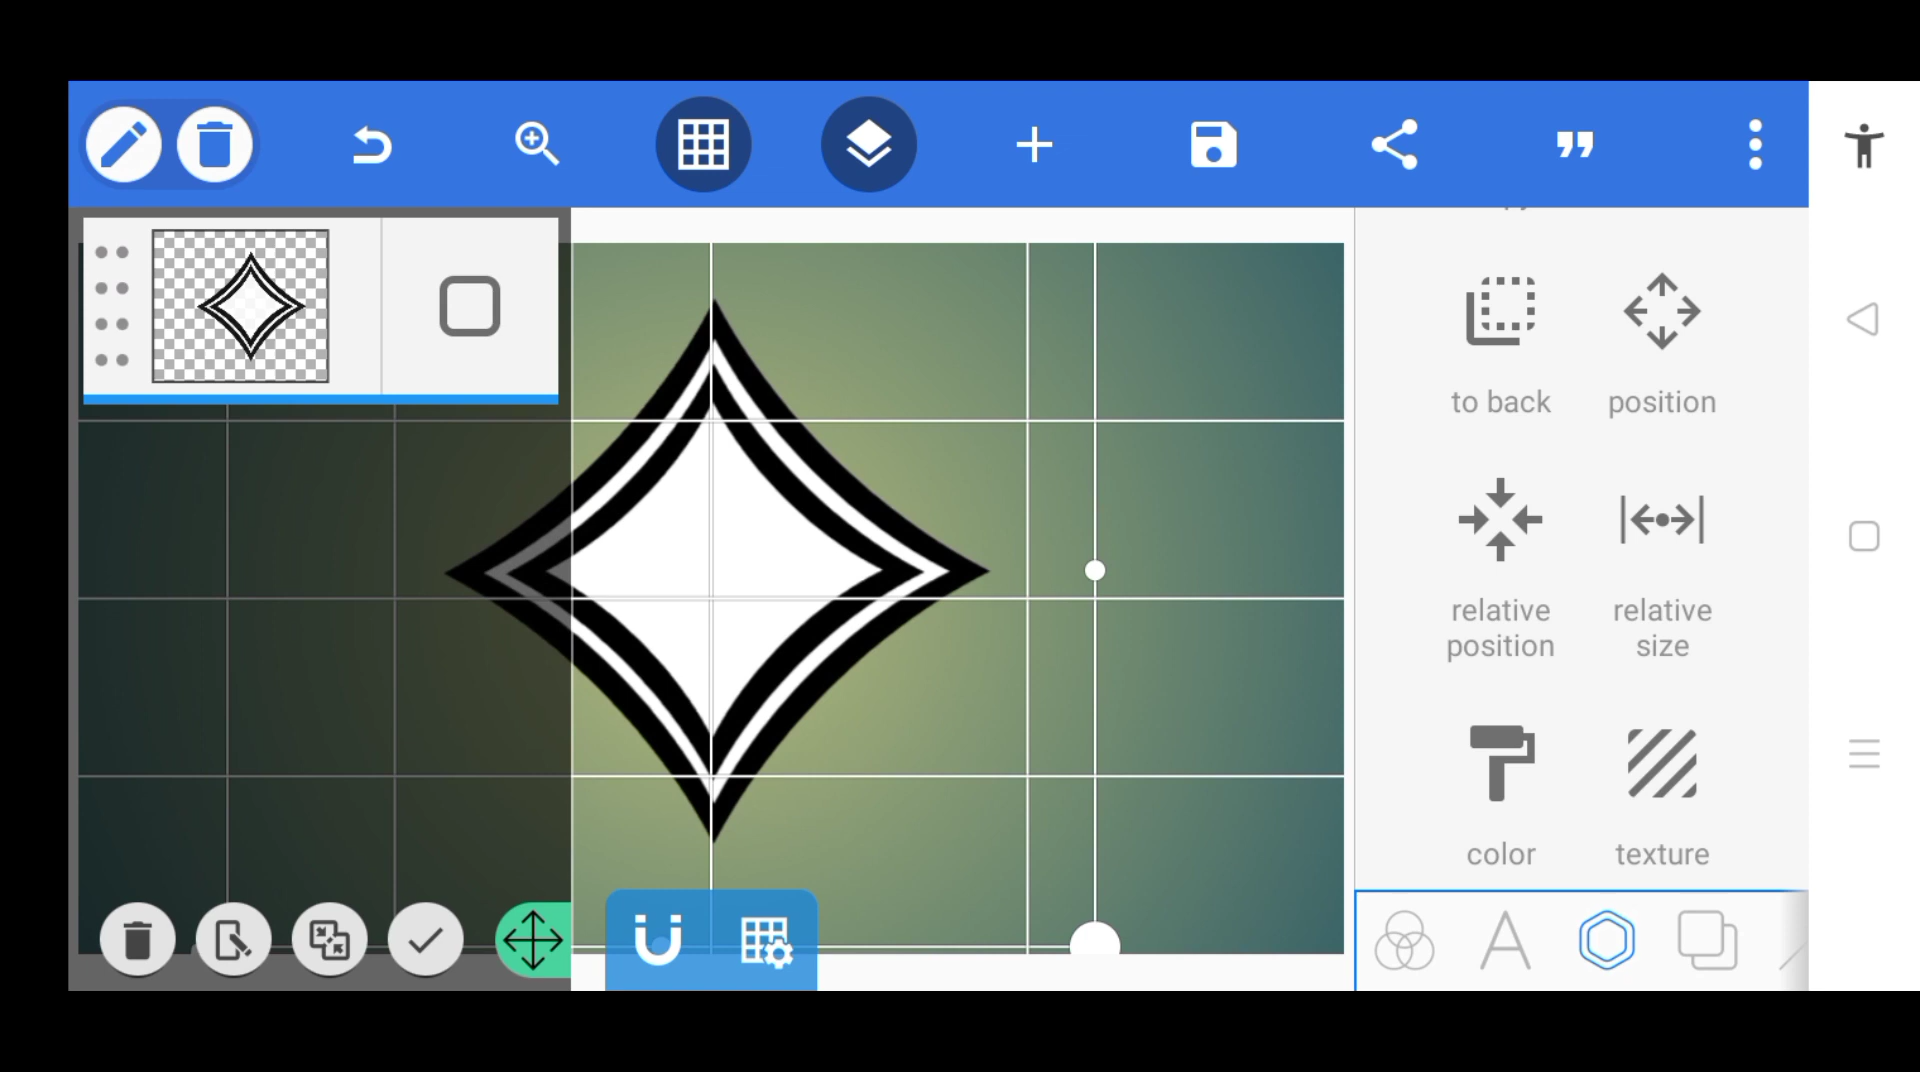 to back
position
relative
position
relative
size
color
texture